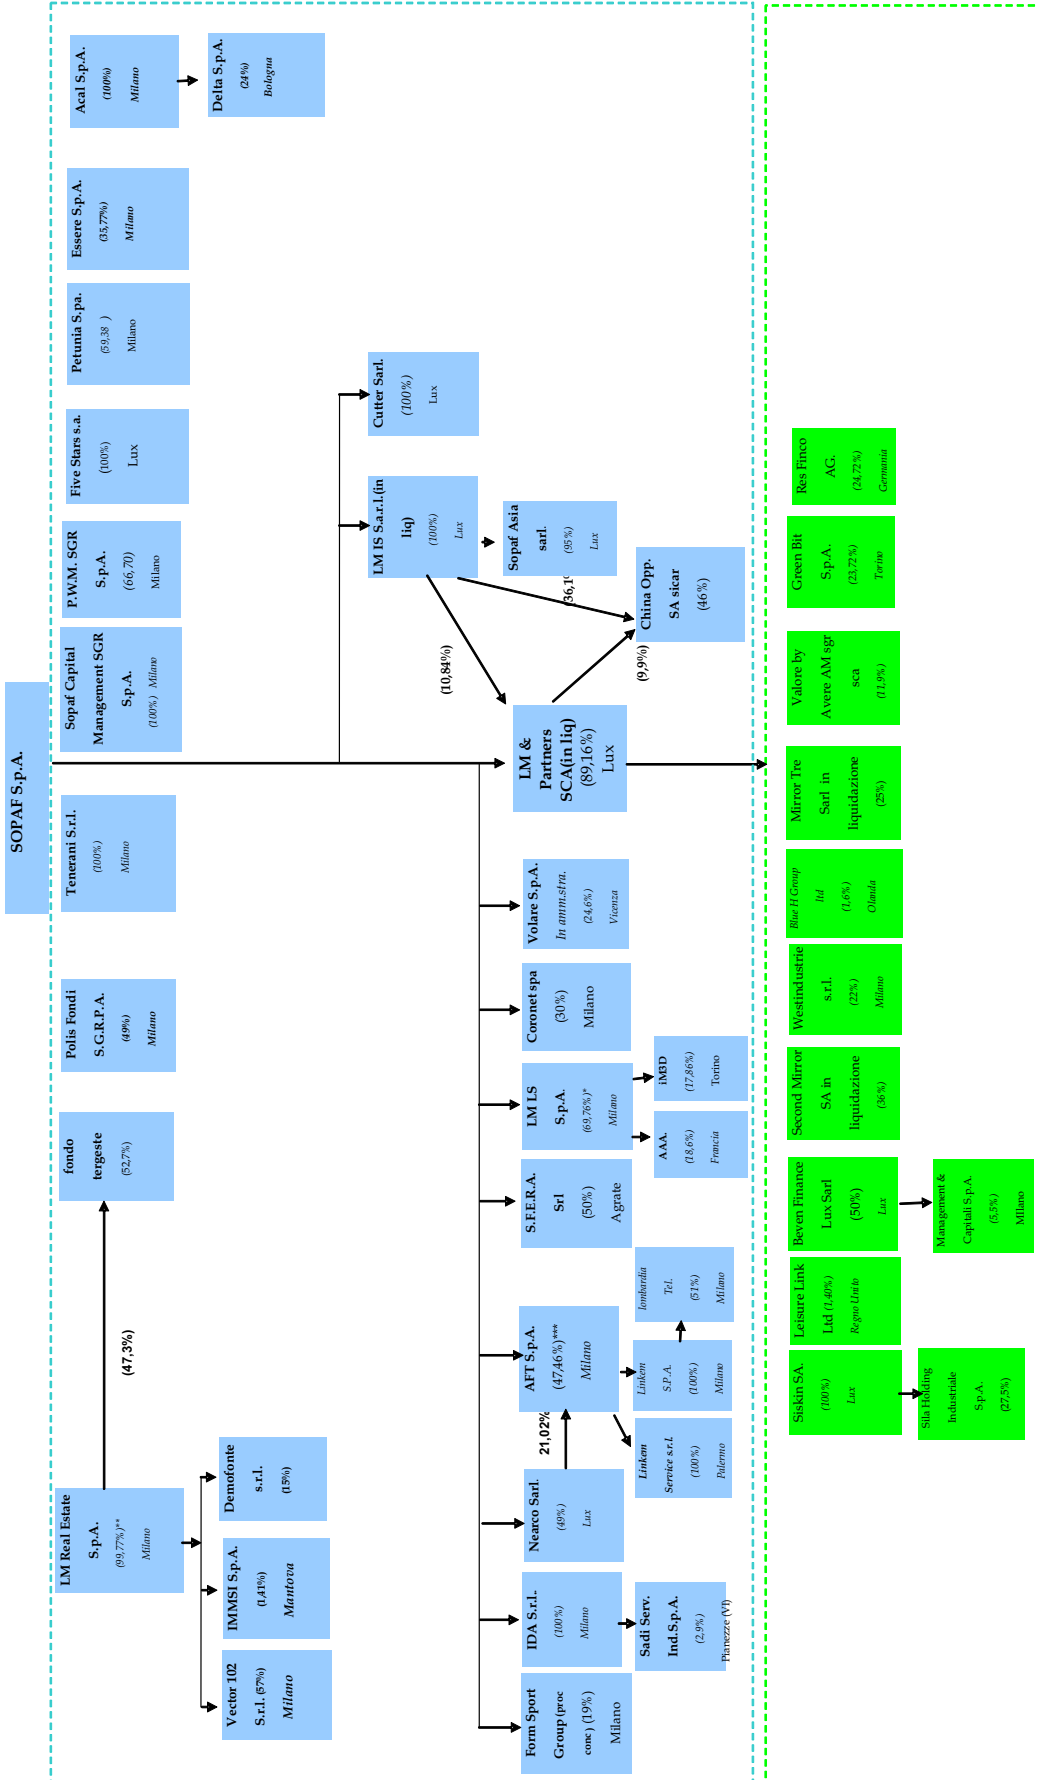 SOPAF S.p.A.
LM Real Estate
S.p.A.
(99,77%)**
Milano
(47,3%)
fondo
tergeste
(52,7%)
Polis Fondi
S.G.R.P.A.
(49%)
Milano
Tenerani S.r.l.
(100%)
Milano
Sopaf Capital
Management SGR
S.p.A.
(100%) Milano
P.W.M. SGR
S.p.A.
(66,70)
Milano
Five Stars s.a.
(100%)
Lux
Petunia S.pa.
(59,38 )
Milano
Essere S.p.A.
(35,77%)
Milano
Acal S.p.A.
(100%)
Milano
Delta S.p.A.
(24%)
Bologna
Vector 102
S.r.l. (57%)
Milano
IMMSI S.p.A.
(1,41%)
Mantova
Demofonte
s.r.l.
(15%)
Cutter Sarl.
(100%)
Lux
LM IS S.a.r.l.(in
liq)
(100%)
Lux
Sopaf Asia
sarl.
(95%)
Lux
(10,84%)
(9,9%)
China Opp.
SA sicar
(46%)
LM &
Partners
SCA(in liq)
(89,16%)
Lux
Form Sport
Group (proc
conc) (19%)
Milano
IDA S.r.l.
(100%)
Milano
Sadi Serv.
Ind.S.p.A.
(2,9%)
Pianezze (VI)
Nearco Sarl.
(49%)
Lux
21,02%
AFT S.p.A.
(47,46%)***
Milano
Linkem
Service s.r.l.
(100%)
Palermo
Linkem
S.P.A.
(100%)
Milano
lombardia
Tel.
(51%)
Milano
S.F.E.R.A.
Srl
(50%)
Agrate
LM LS
S.p.A.
(69,76%)*
Milano
AAA.
(18,6%)
Francia
iM3D
(17,86%)
Torino
Coronet spa
(30%)
Milano
Volare S.p.A.
In amm.stra.
(24,6%)
Vicenza
Siskin SA.
(100%)
Lux
Sila Holding
Industriale
S.p.A.
(27,5%)
Leisure Link
Ltd (1,40%)
Regno Unito
Beven Finance
Lux Sarl
(50%)
Lux
Management &
Capitali S.p.A.
(5,5%)
MIlano
Second Mirror
SA in
liquidazione
(36%)
Westindustrie
s.r.l.
(22%)
Milano
Blue H Group
ltd
(1,6%)
Olanda
Mirror Tre
Sarl in
liquidazione
(25%)
Valore by
Avere AM sgr
sca
(11,9%)
Green Bit
S.p.A.
(23,72%)
Torino
Res Finco
AG.
(24,72%)
Germania